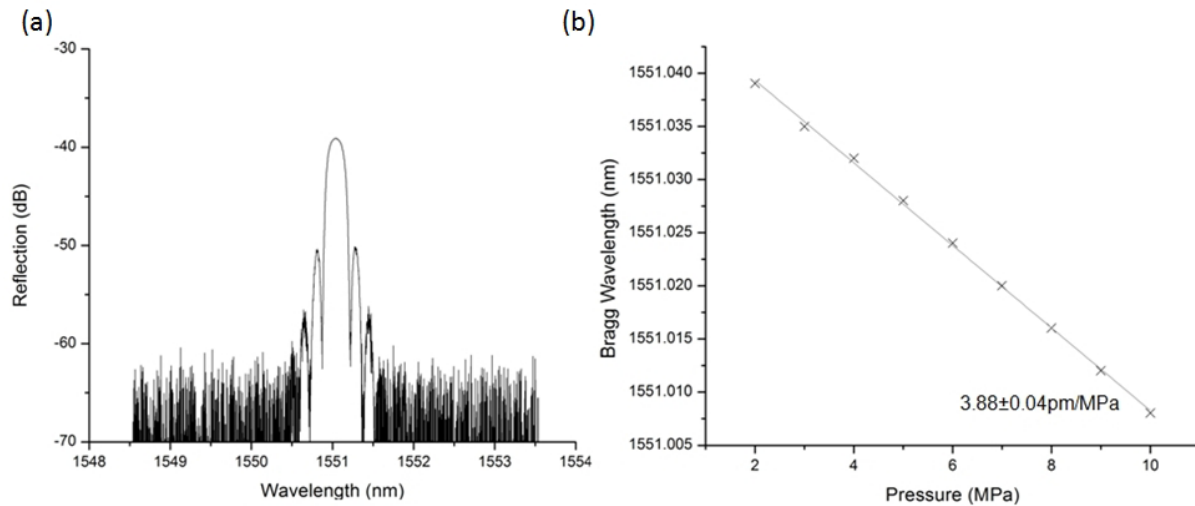 (a)
(b)
-30
-40
-50
-60
-70
Reflection (dB)
1548 1549 1550 1551 1552 1553 1554
Wavelength (nm)
1551.040
1551.035
1551.030
1551.025
1551.020
1551.015
1551.010
1551.005
Bragg Wavelength (nm)
3.88±0.04pm/MPa
2 4 6 8 10
Pressure (MPa)